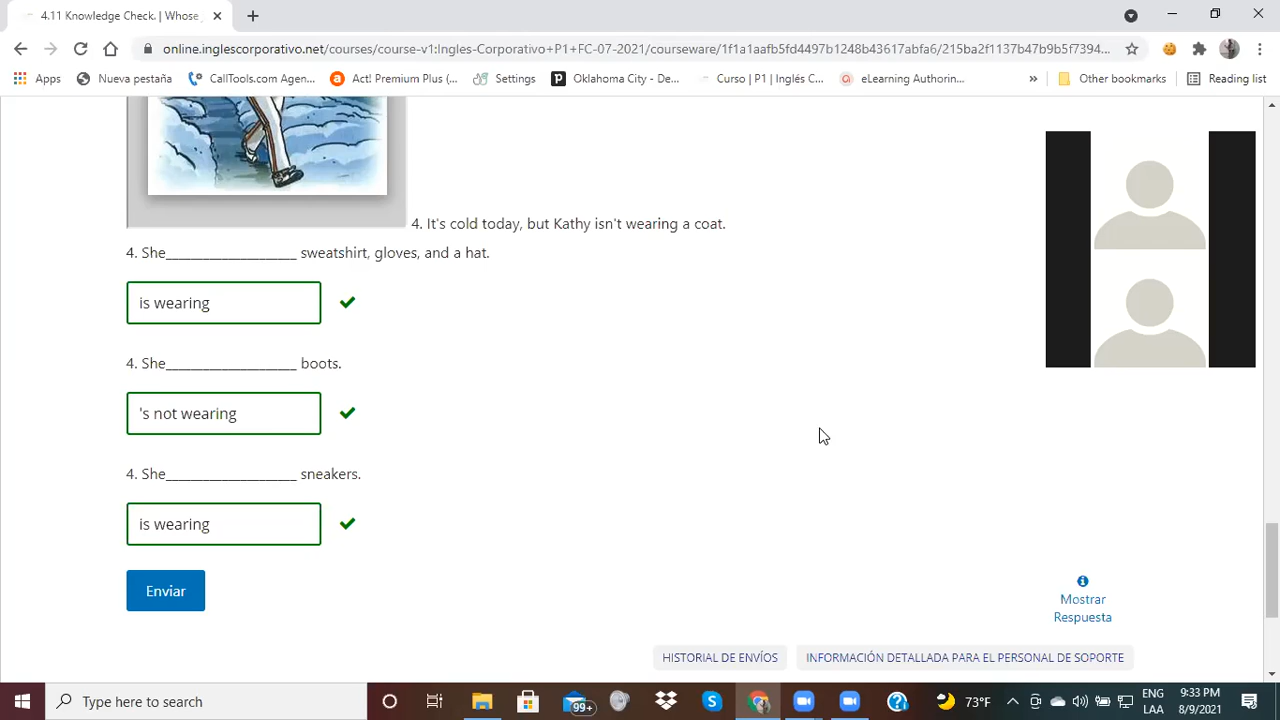 4.11 Knowledge Check. | Whose
online.inglescorporativo.net/courses/course-v1:Ingles-Corporativo+P1+FC-07-2021/courseware/1f1a1aafb5fd4497b1248b43617abfa6/215ba2f1137b47b9b5f7394...
Apps
Nueva pestaña
CallTools.com Agen...
Act! Premium Plus (...
Settings
Oklahoma City - De...
Curso | P1 | Inglés C...
eLearning Authorin...
»
Other bookmarks
Reading list
4. It's cold today, but Kathy isn't wearing a coat.
4. She____________________ sweatshirt, gloves, and a hat.
is wearing
4. She____________________ boots.
's not wearing
4. She____________________ sneakers.
is wearing
Enviar
Mostrar
Respuesta
HISTORIAL DE ENVÍOS
INFORMACIÓN DETALLADA PARA EL PERSONAL DE SOPORTE
Type here to search
99+
73°F
ENG
LAA
9:33 PM
8/9/2021